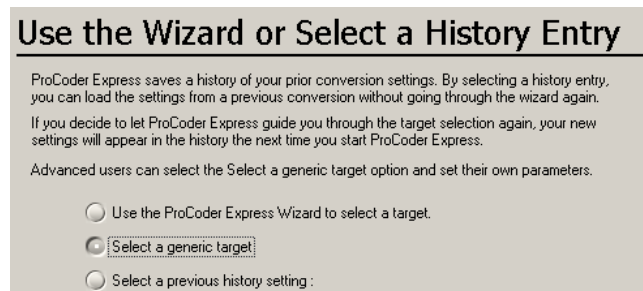 Use the Wizard or Select a History Entry
ProCoder Express saves a history of your prior conversion settings. By selecting a history entry,
you can load the settings from a previous conversion without going through the wizard again.
If you decide to let ProCoder Express guide you through the target selection again, your new
settings will appear in the history the next time you start ProCoder Express.
Advanced users can select the Select a generic target option and set their own parameters.
Use the ProCoder Express Wizard to select a target.
Select a generic target
Select a previous history setting :